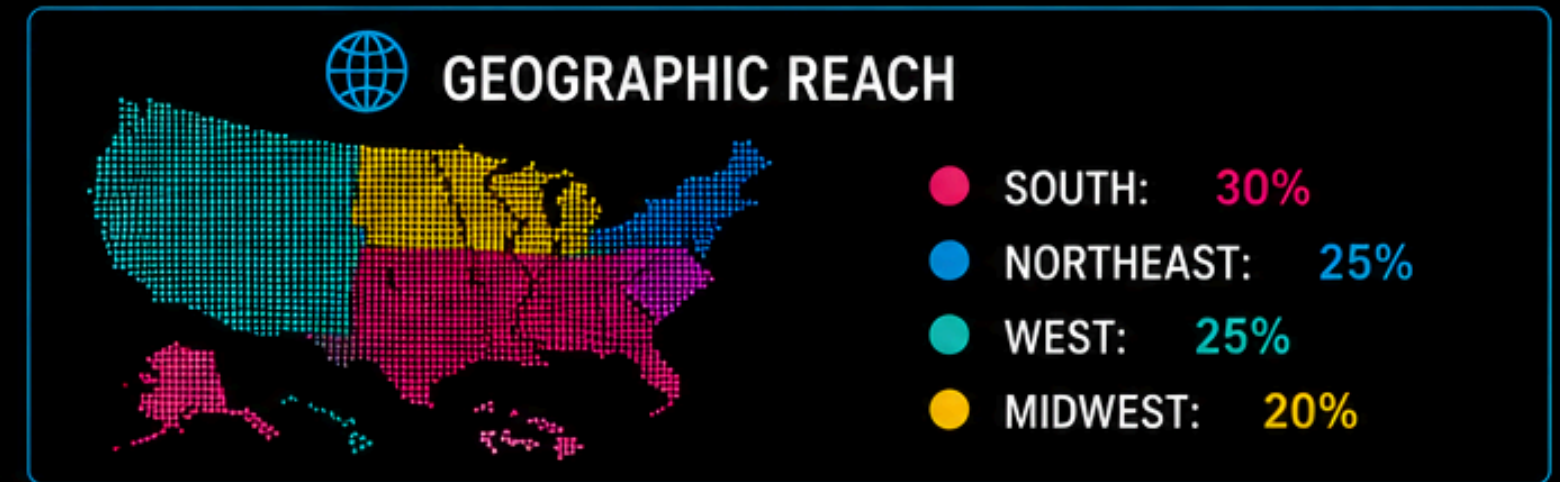 GEOGRAPHIC REACH
SOUTH: 30%
NORTHEAST: 25%
WEST: 25%
MIDWEST: 20%